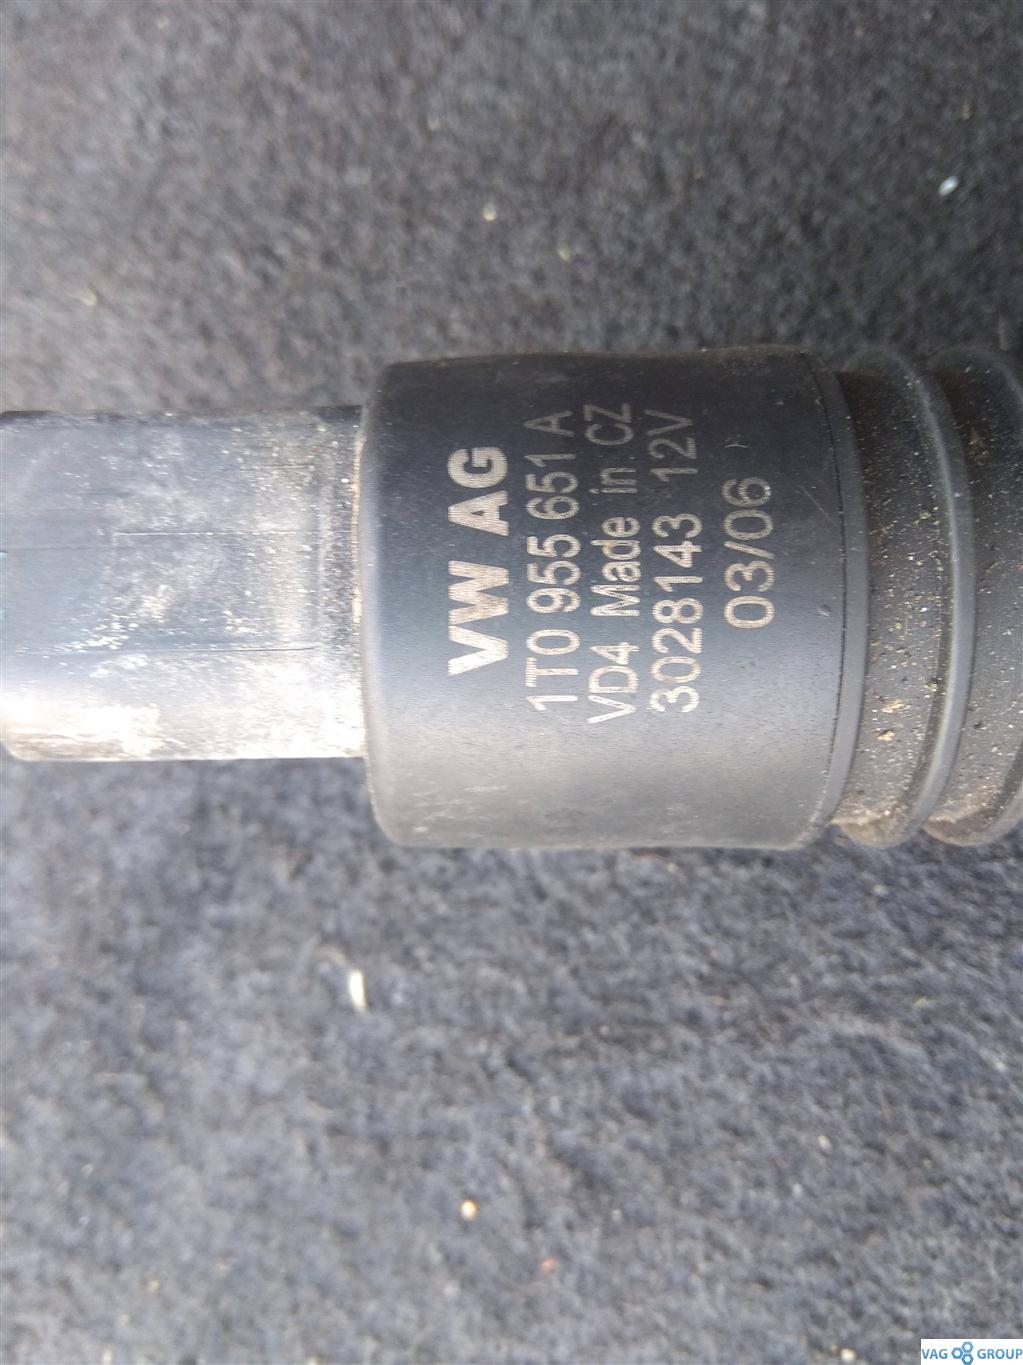 VW AG
1T0 955 651 A
VD4 Made in CZ
3028143 12V
03/06
VAG GROUP